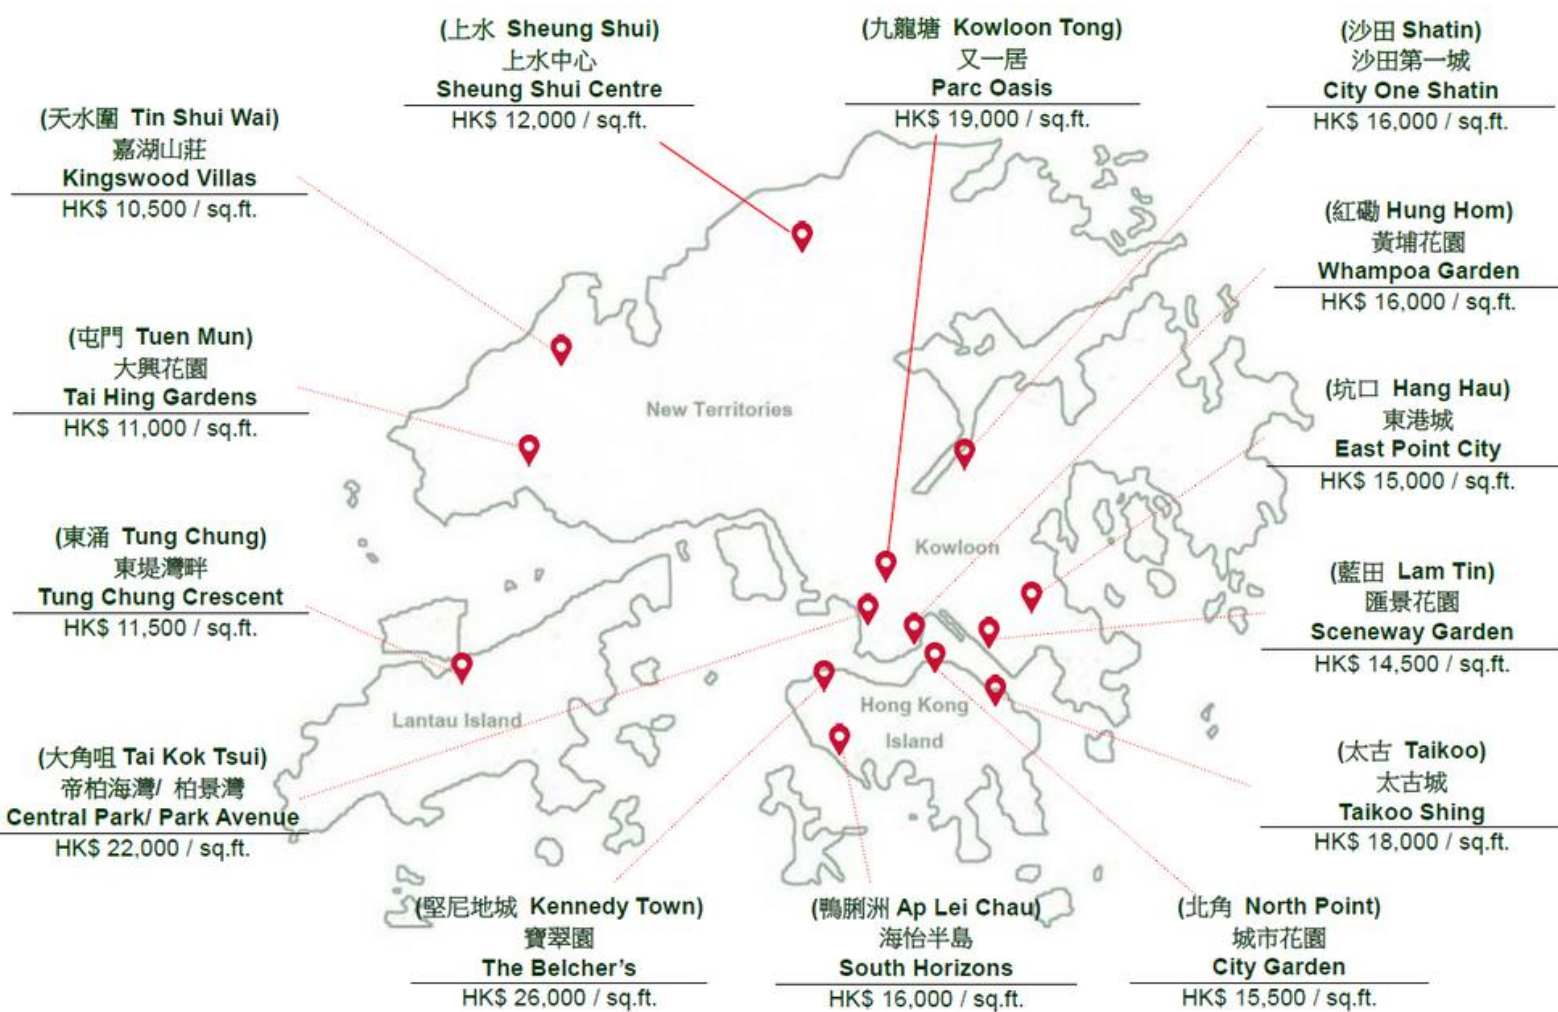 (上水 Sheung Shui)
上水中心
Sheung Shui Centre
HK$ 12,000 / sq.ft.
(九龍塘 Kowloon Tong)
又一居
Parc Oasis
HK$ 19,000 / sq.ft.
(沙田 Shatin)
沙田第一城
City One Shatin
HK$ 16,000 / sq.ft.
(天水圍 Tin Shui Wai)
嘉湖山莊
Kingswood Villas
HK$ 10,500 / sq.ft.
(紅磡 Hung Hom)
黃埔花園
Whampoa Garden
HK$ 16,000 / sq.ft.
(屯門 Tuen Mun)
大興花園
Tai Hing Gardens
HK$ 11,000 / sq.ft.
New Territories
(坑口 Hang Hau)
東港城
East Point City
HK$ 15,000 / sq.ft.
(東涌 Tung Chung)
東堤灣畔
Tung Chung Crescent
HK$ 11,500 / sq.ft.
Kowloon
(藍田 Lam Tin)
匯景花園
Sceneway Garden
HK$ 14,500 / sq.ft.
Lantau Island
Hong Kong
Island
(大角咀 Tai Kok Tsui)
帝柏海灣/ 柏景灣
Central Park/ Park Avenue
HK$ 22,000 / sq.ft.
(太古 Taikoo)
太古城
Taikoo Shing
HK$ 18,000 / sq.ft.
(堅尼地城 Kennedy Town)
寶翠園
The Belcher's
HK$ 26,000 / sq.ft.
(鴨脷洲 Ap Lei Chau)
海怡半島
South Horizons
HK$ 16,000 / sq.ft.
(北角 North Point)
城市花園
City Garden
HK$ 15,500 / sq.ft.